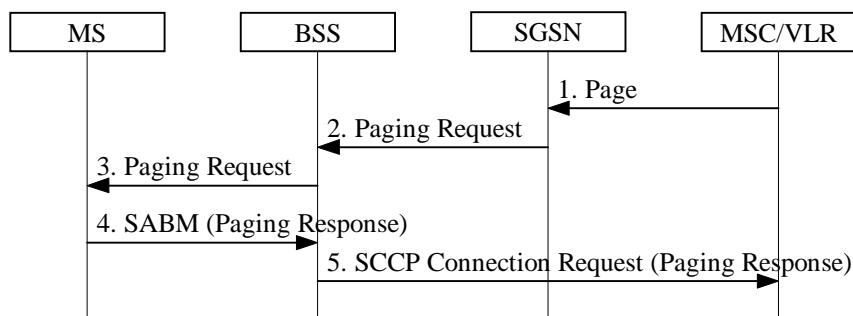 MS BSS SGSN MSC/VLR
1. Page
2. Paging Request
3. Paging Request
4. SABM (Paging Response)
5. SCCP Connection Request (Paging Response)